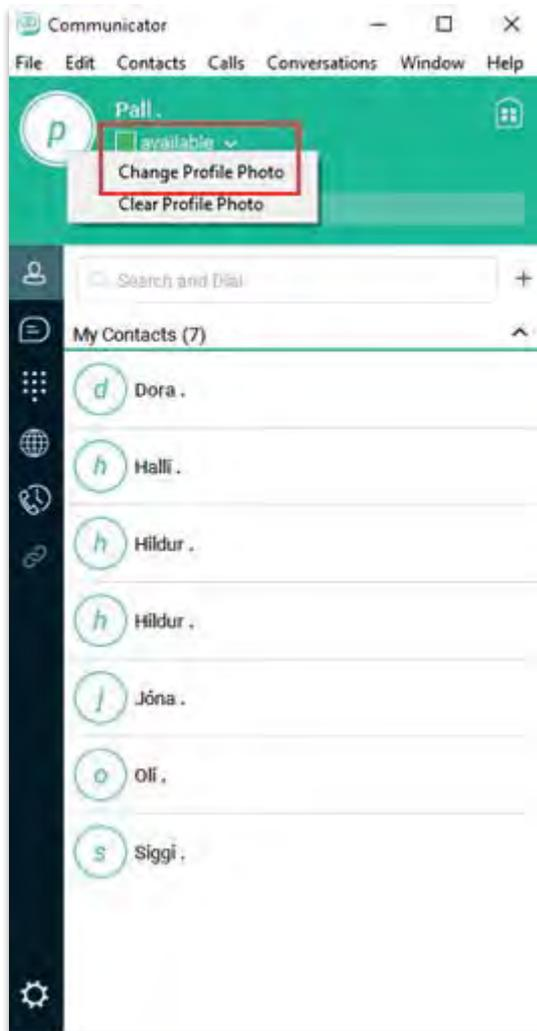 Communicator
File Edit Contacts Calls Conversations Window Help
p
Pall .
available
Change Profile Photo
Clear Profile Photo
Search and Dial
+
My Contacts (7)
d Dora .
h Halli .
h Hildur .
h Hildur .
j Jóna .
o Oli .
s Siggi .